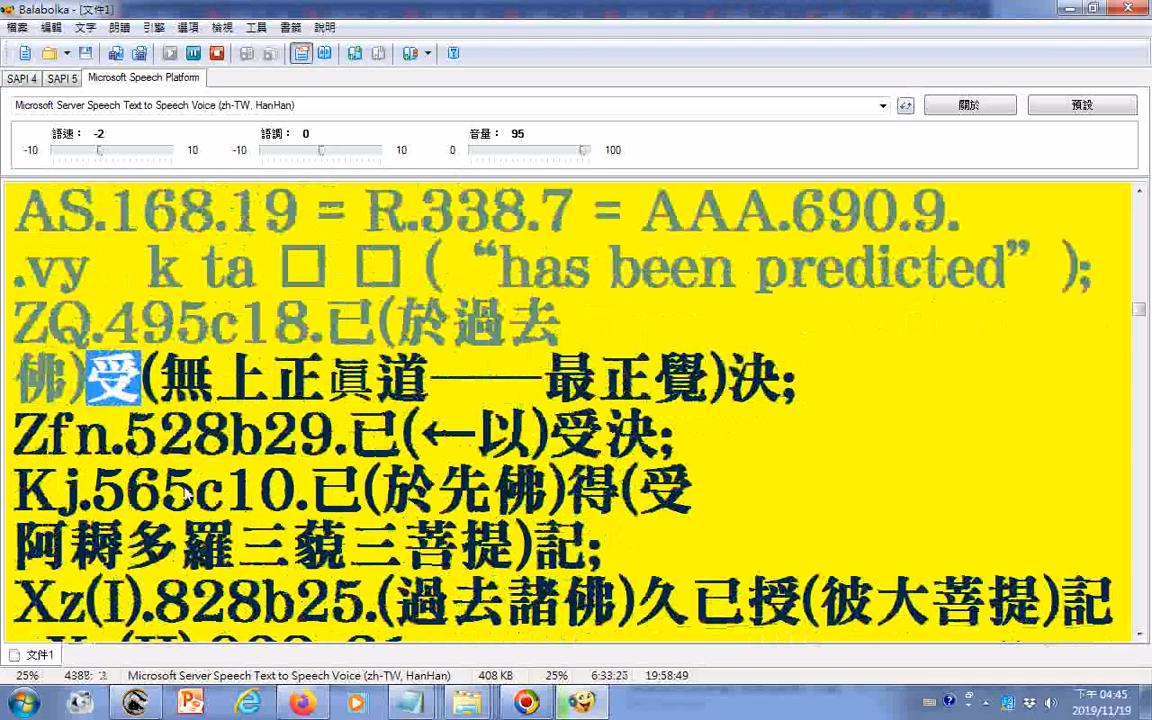 Balabolka - [文件1]
檔案 編輯 文字 朗讀 引擎 選項 檢視 工具 書籤 說明
SAPI 4 SAPI 5 Microsoft Speech Platform
Microsoft Server Speech Text to Speech Voice (zh-TW, HanHan) 關於 預設
語速： -2 語調： 0 音量： 95
-10 10 -10 10 0 100
AS.168.19 = R.338.7 = AAA.690.9.
.vy k ta □ □ ( “has been predicted” );
ZQ.495c18.已(於過去
佛)受(無上正眞道——最正覺)決;
Zfn.528b29.已(←以)受決;
Kj.565c10.已(於先佛)得(受
阿耨多羅三藐三菩提)記;
Xz(I).828b25.(過去諸佛)久已授(彼大菩提)記
文件1
25% Microsoft Server Speech Text to Speech Voice (zh-TW, HanHan) 408 KB 25% 19:58:49
下午 04:45
2019/11/19